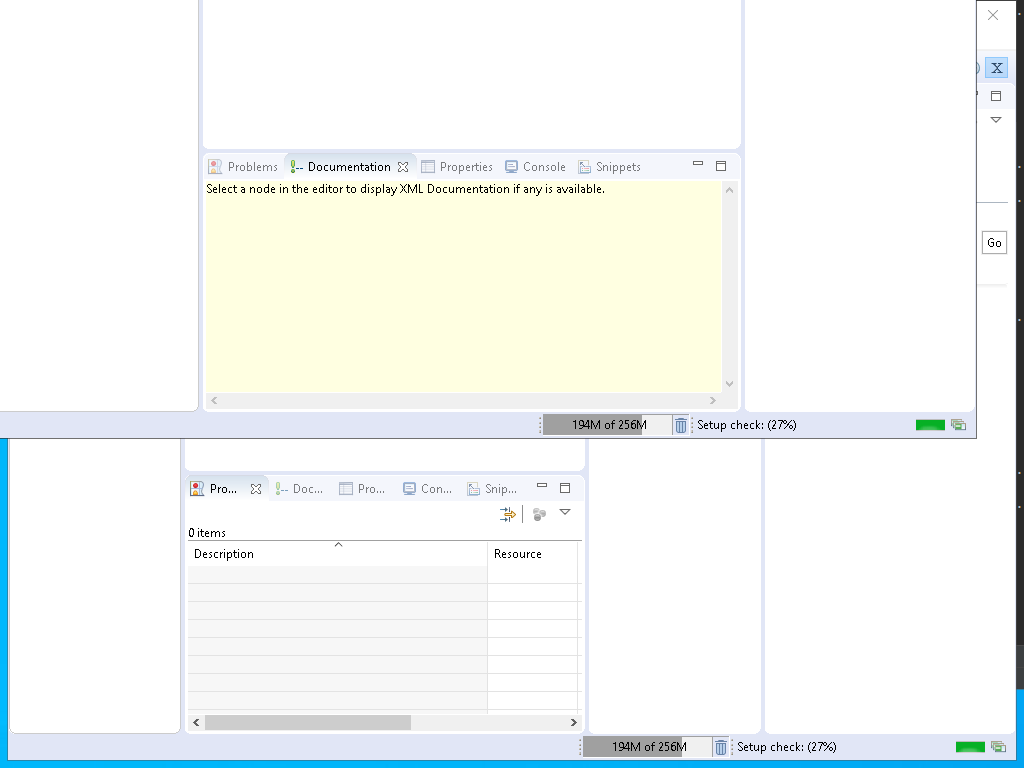 X
Problems Documentation Properties Console Snippets
Select a node in the editor to display XML Documentation if any is available.
Go
194M of 256M Setup check: (27%)
Pro... Doc... Pro... Con... Snip...
0 items
Description Resource
194M of 256M Setup check: (27%)